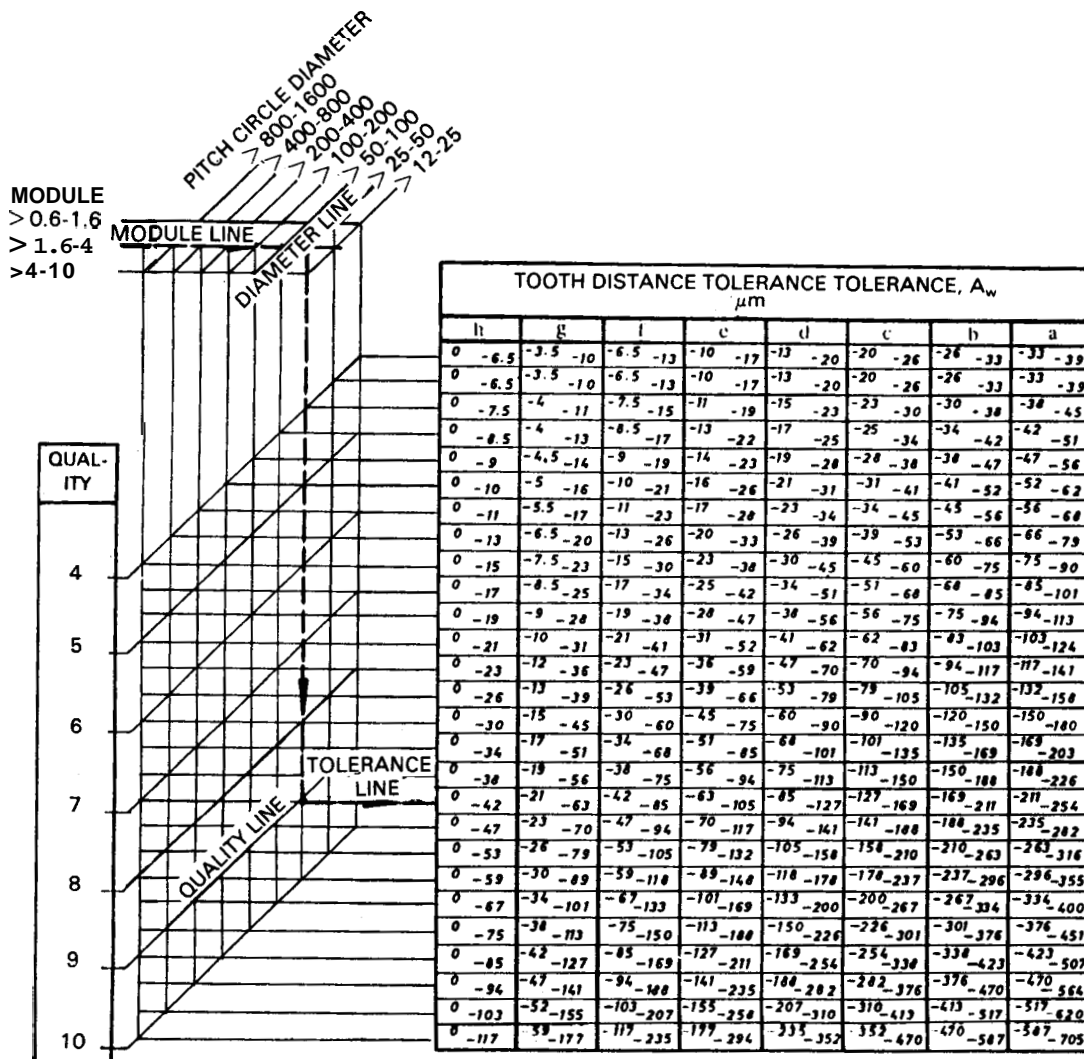 PITCH CIRCLE DIAMETER
> 800-1600
> 400-800
> 200-400
> 100-200
> 50-100
> 25-50
> 12-25
MODULE
> 0.6-1.6
> 1.6-4
>4-10
MODULE LINE
DIAMETER LINE
TOOTH DISTANCE TOLERANCE TOLERANCE, Aw
μm
h g f e d c b a
0 -6.5 -3.5 -10 -6.5 -13 -10 -17 -13 -20 -20 -26 -26 -33 -33 -39
0 -6.5 -3.5 -10 -6.5 -13 -10 -17 -13 -20 -20 -26 -26 -33 -33 -39
0 -7.5 -4 -11 -7.5 -15 -11 -19 -15 -23 -23 -30 -30 -38 -38 -45
0 -8.5 -4 -13 -8.5 -17 -13 -22 -17 -25 -25 -34 -34 -42 -42 -51
0 -9 -4.5 -14 -9 -19 -14 -23 -19 -28 -28 -38 -38 -47 -47 -56
0 -10 -5 -16 -10 -21 -16 -26 -21 -31 -31 -41 -41 -52 -52 -62
0 -11 -5.5 -17 -11 -23 -17 -28 -23 -34 -34 -45 -45 -56 -56 -68
0 -13 -6.5 -20 -13 -26 -20 -33 -26 -39 -39 -53 -53 -66 -66 -79
0 -15 -7.5 -23 -15 -30 -23 -38 -30 -45 -45 -60 -60 -75 -75 -90
0 -17 -8.5 -25 -17 -34 -25 -42 -34 -51 -51 -68 -68 -85 -85 -101
0 -19 -9 -28 -19 -38 -28 -47 -38 -56 -56 -75 -75 -94 -94 -113
0 -21 -10 -31 -21 -41 -31 -52 -41 -62 -62 -83 -83 -103 -103 -124
0 -23 -12 -36 -23 -47 -36 -59 -47 -70 -70 -94 -94 -117 -117 -141
0 -26 -13 -39 -26 -53 -39 -66 -53 -79 -79 -105 -105 -132 -132 -158
0 -30 -15 -45 -30 -60 -45 -75 -60 -90 -90 -120 -120 -150 -150 -180
0 -34 -17 -51 -34 -68 -51 -85 -68 -101 -101 -135 -135 -169 -169 -203
0 -38 -19 -56 -38 -75 -56 -94 -75 -113 -113 -150 -150 -188 -188 -226
0 -42 -21 -63 -42 -85 -63 -105 -85 -127 -127 -169 -169 -211 -211 -254
0 -47 -23 -70 -47 -94 -70 -117 -94 -141 -141 -188 -188 -235 -235 -282
0 -53 -26 -79 -53 -105 -79 -132 -105 -158 -158 -210 -210 -263 -263 -316
0 -59 -30 -89 -59 -118 -89 -148 -118 -178 -178 -237 -237 -296 -296 -355
0 -67 -34 -101 -67 -133 -101 -169 -133 -200 -200 -267 -267 -334 -334 -400
0 -75 -38 -113 -75 -150 -113 -188 -150 -226 -226 -301 -301 -376 -376 -451
0 -85 -42 -127 -85 -169 -127 -211 -169 -254 -254 -338 -338 -423 -423 -507
0 -94 -47 -141 -94 -188 -141 -235 -188 -282 -282 -376 -376 -470 -470 -564
0 -103 -52 -155 -103 -207 -155 -258 -207 -310 -310 -413 -413 -517 -517 -620
0 -117 -59 -177 -117 -235 -177 -294 -235 -352 -352 -470 -470 -587 -587 -705
QUAL-
ITY
4
5
6
7
8
9
10
TOLERANCE
LINE
QUALITY LINE